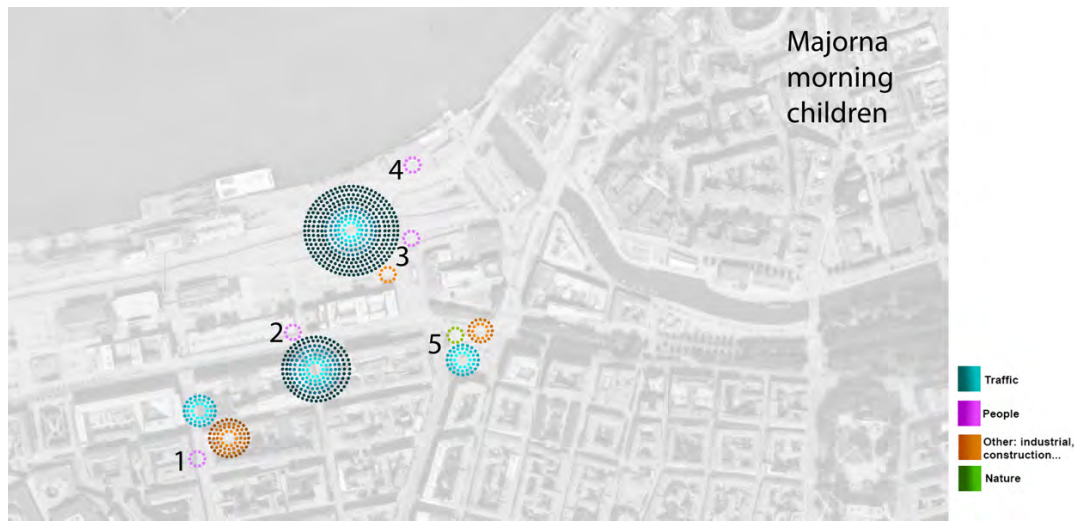 Majorna
morning
children
4
3
2
5
1
Traffic
People
Other: industrial,
construction...
Nature